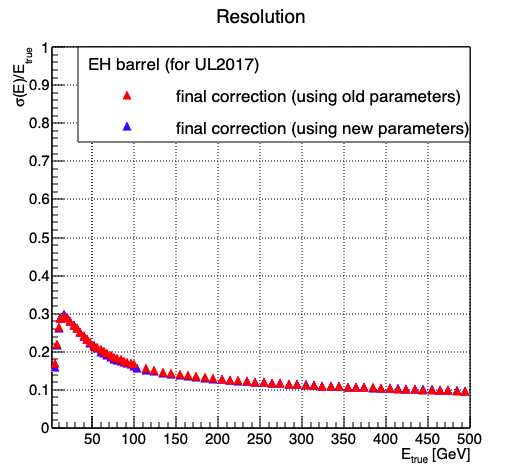 Resolution
σ(E)/E_true
EH barrel (for UL2017)
final correction (using old parameters)
final correction (using new parameters)
1
0.9
0.8
0.7
0.6
0.5
0.4
0.3
0.2
0.1
0
50 100 150 200 250 300 350 400 450 500
E_true [GeV]